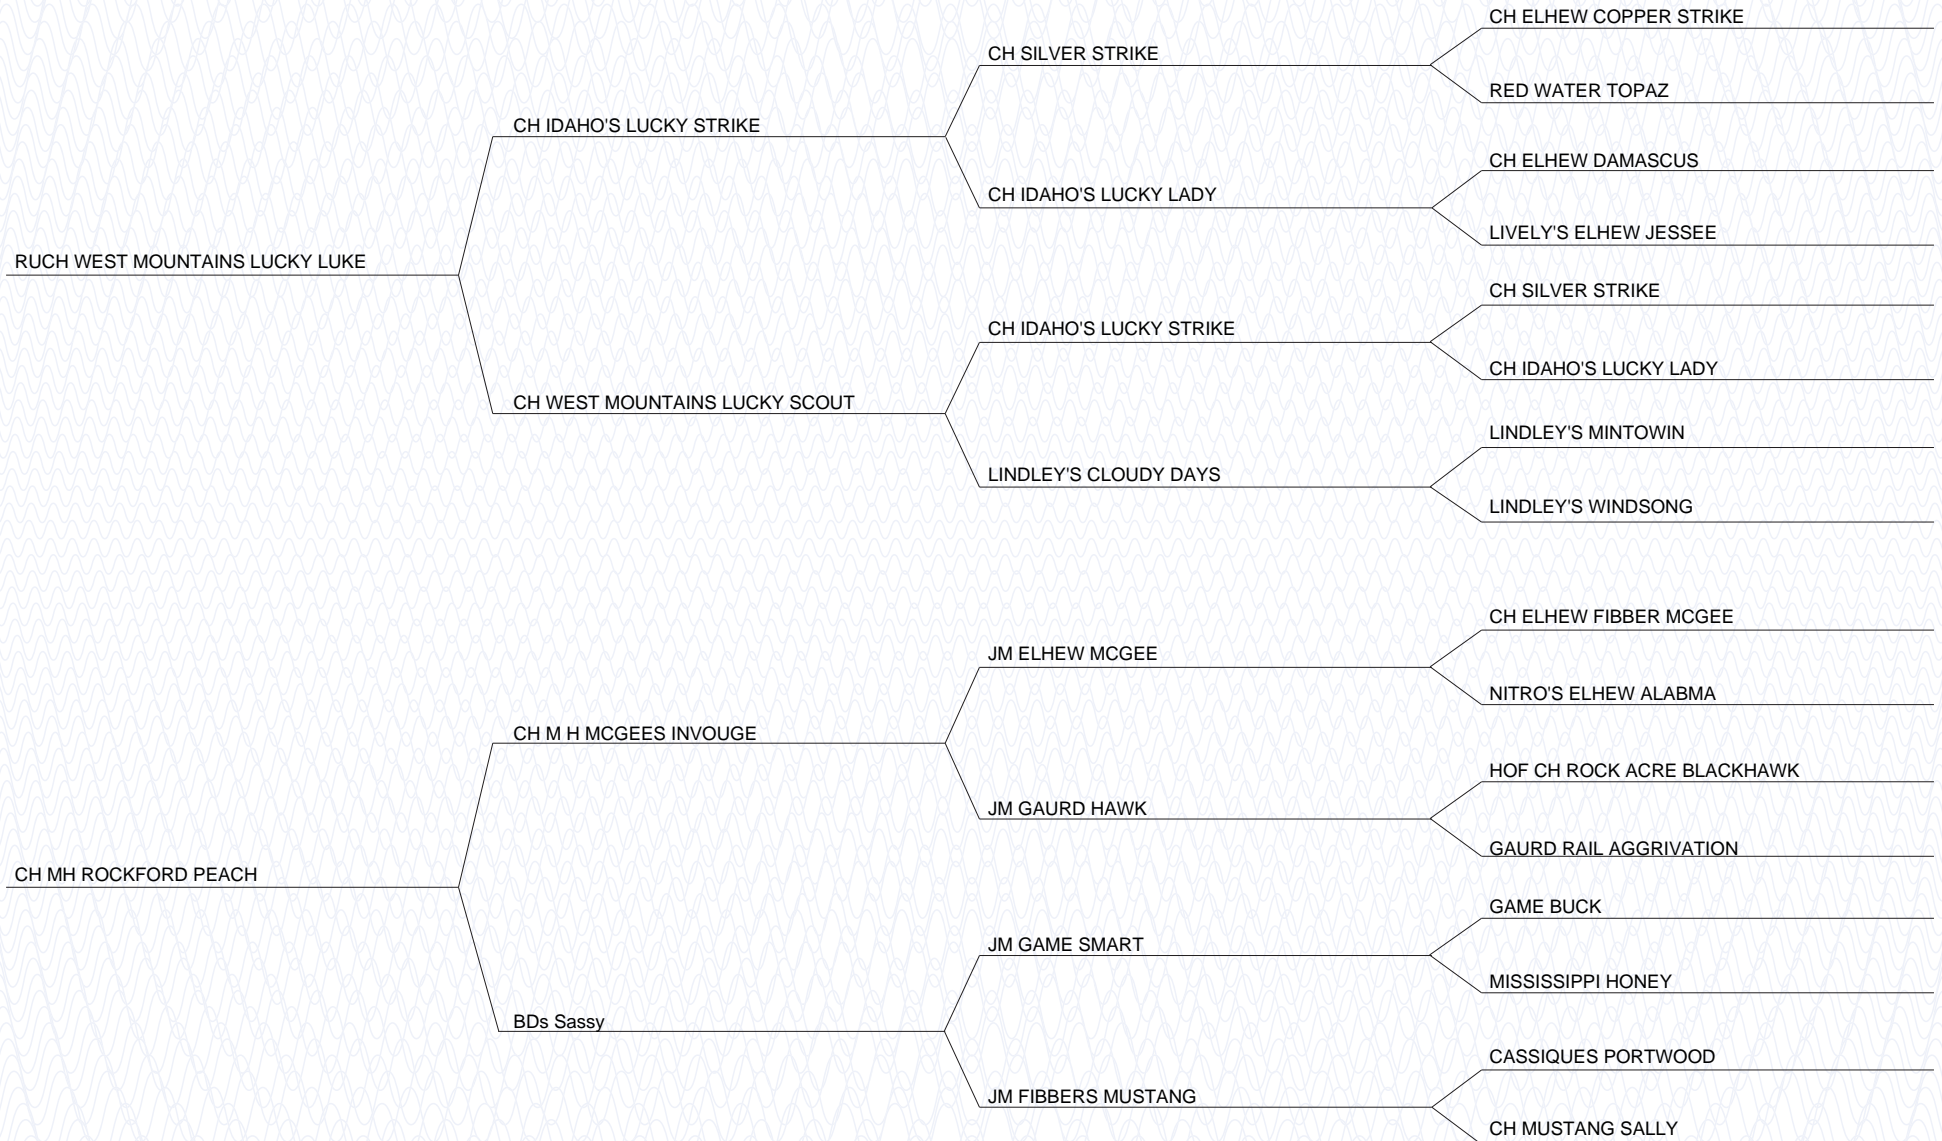 CH ELHEW COPPER STRIKE
CH SILVER STRIKE
RED WATER TOPAZ
CH IDAHO'S LUCKY STRIKE
CH ELHEW DAMASCUS
CH IDAHO'S LUCKY LADY
LIVELY'S ELHEW JESSEE
RUCH WEST MOUNTAINS LUCKY LUKE
CH SILVER STRIKE
CH IDAHO'S LUCKY STRIKE
CH IDAHO'S LUCKY LADY
CH WEST MOUNTAINS LUCKY SCOUT
LINDLEY'S MINTOWIN
LINDLEY'S CLOUDY DAYS
LINDLEY'S WINDSONG
CH ELHEW FIBBER MCGEE
JM ELHEW MCGEE
NITRO'S ELHEW ALABMA
CH M H MCGEES INVOUGE
HOF CH ROCK ACRE BLACKHAWK
JM GAURD HAWK
GAURD RAIL AGGRIVATION
CH MH ROCKFORD PEACH
GAME BUCK
JM GAME SMART
MISSISSIPPI HONEY
BDs Sassy
CASSIQUES PORTWOOD
JM FIBBERS MUSTANG
CH MUSTANG SALLY